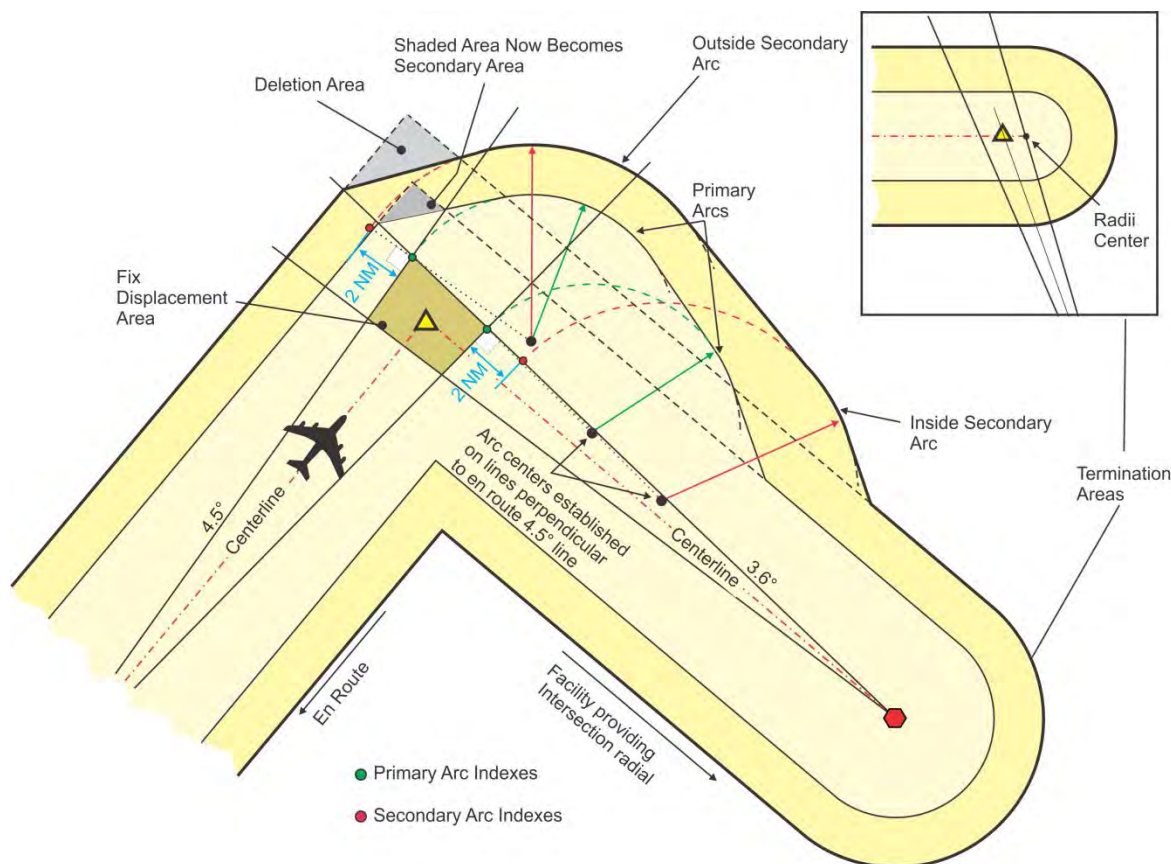 Shaded Area Now Becomes
Secondary Area
Deletion Area
Outside Secondary
Arc
Primary
Arcs
Radii
Center
Fix
Displacement
Area
2 NM
2 NM
Inside Secondary
Arc
Termination
Areas
Arc centers established
on lines perpendicular
to en route 4.5° line
4.5°
Centerline
Centerline
3.6°
En Route
Facility providing
Intersection radial
Primary Arc Indexes
Secondary Arc Indexes